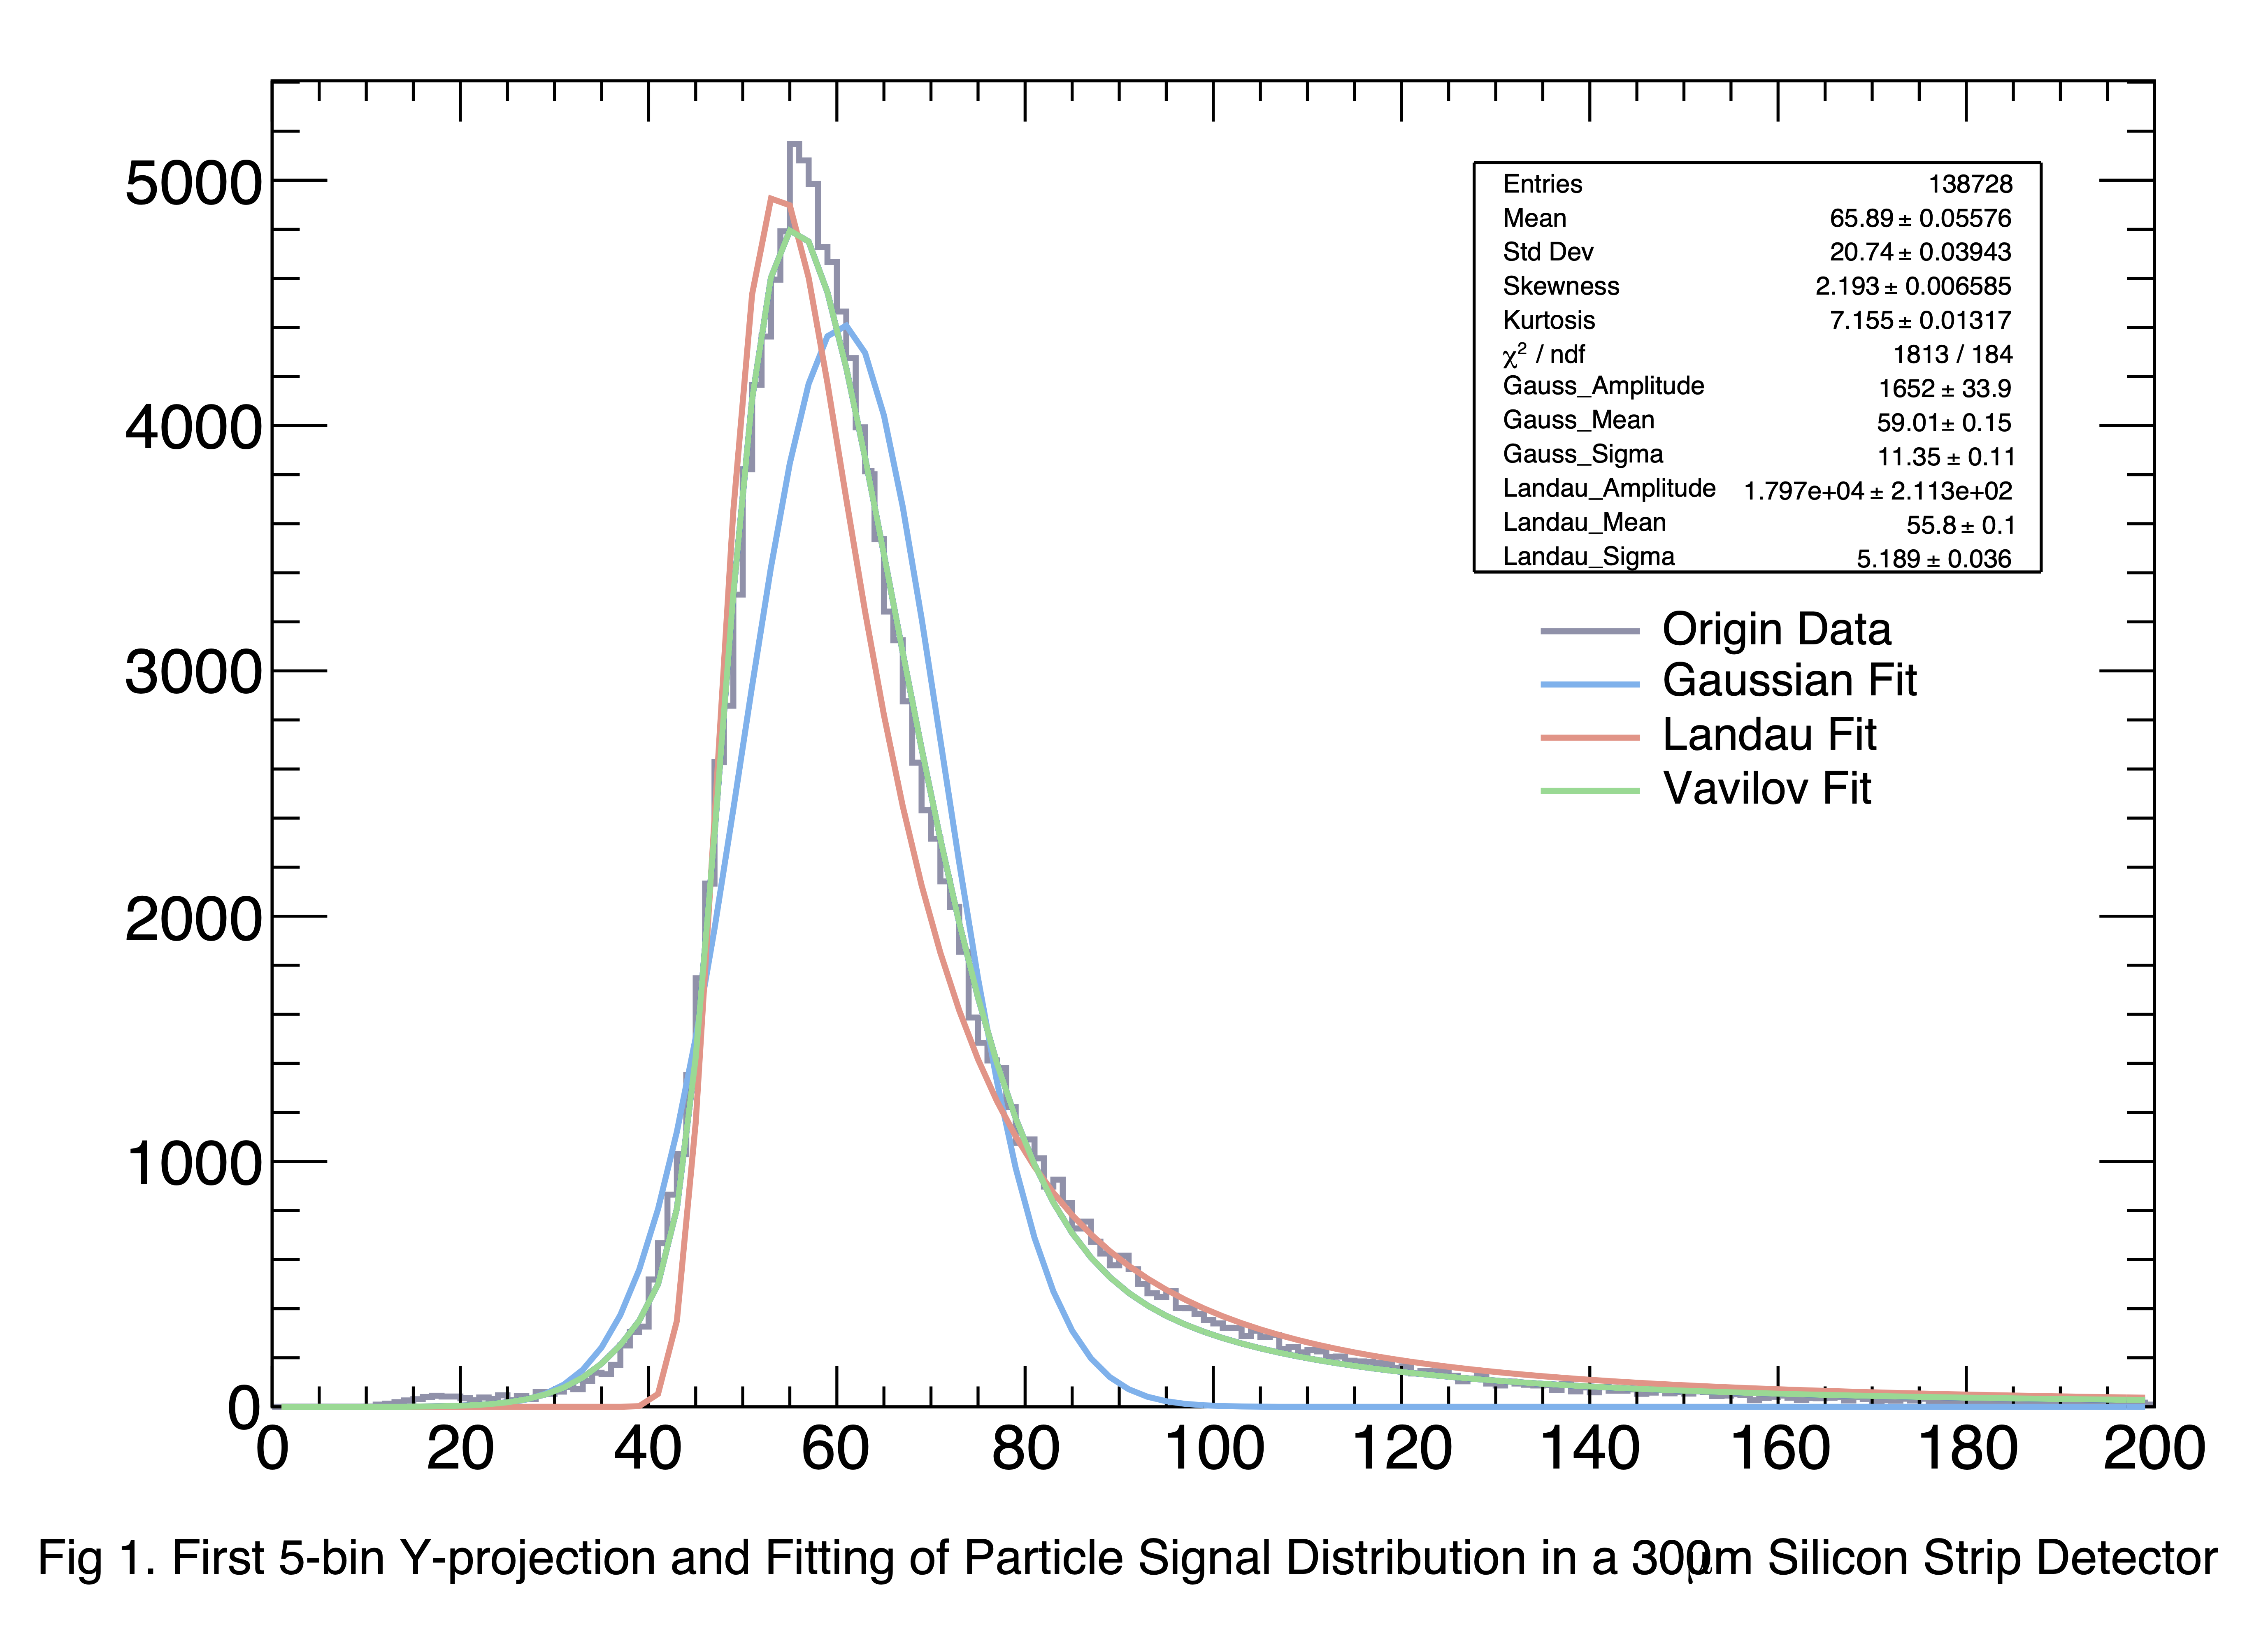 5000
4000
3000
2000
1000
0
Entries 138728
Mean 65.89 ± 0.05576
Std Dev 20.74 ± 0.03943
Skewness 2.193 ± 0.006585
Kurtosis 7.155 ± 0.01317
χ² / ndf 1813 / 184
Gauss_Amplitude 1652 ± 33.9
Gauss_Mean 59.01± 0.15
Gauss_Sigma 11.35 ± 0.11
Landau_Amplitude 1.797e+04 ± 2.113e+02
Landau_Mean 55.8 ± 0.1
Landau_Sigma 5.189 ± 0.036
Origin Data
Gaussian Fit
Landau Fit
Vavilov Fit
0 20 40 60 80 100 120 140 160 180 200
Fig 1. First 5-bin Y-projection and Fitting of Particle Signal Distribution in a 300μm Silicon Strip Detector